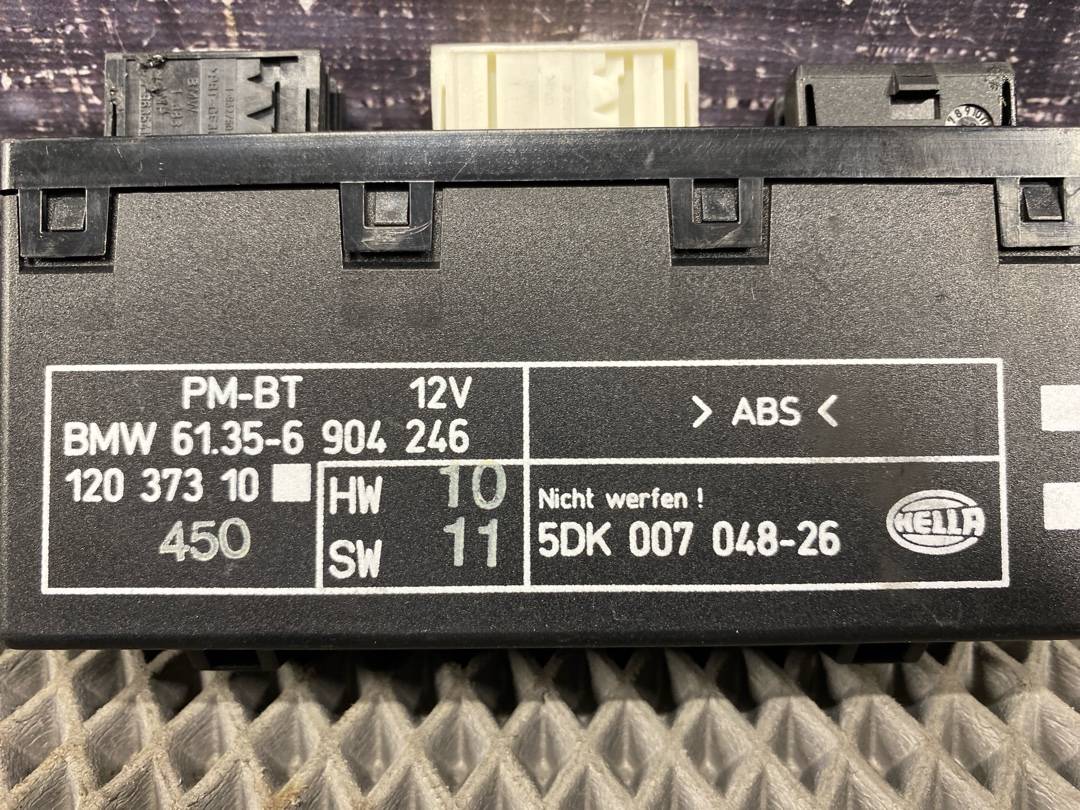 BMW
PM-BT 12V
BMW 61.35-6 904 246
120 373 10
450
HW 10
SW 11
> ABS <
Nicht werfen !
5DK 007 048-26
HELLA